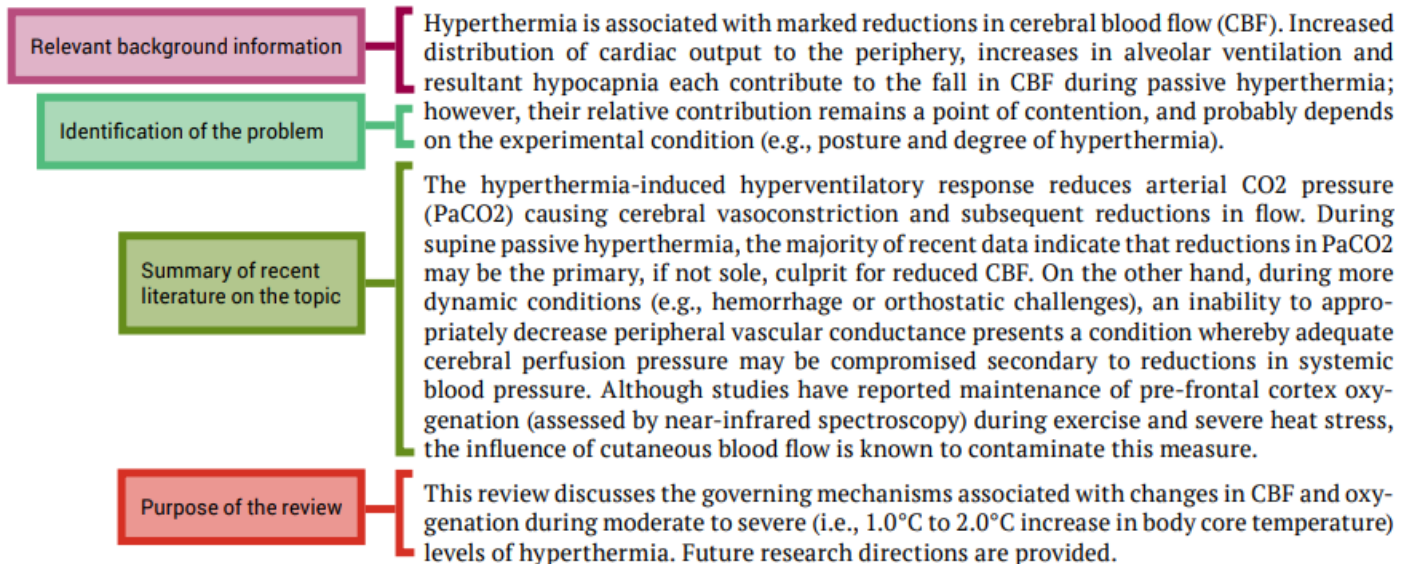 Relevant background information
Hyperthermia is associated with marked reductions in cerebral blood flow (CBF). Increased
distribution of cardiac output to the periphery, increases in alveolar ventilation and
resultant hypocapnia each contribute to the fall in CBF during passive hyperthermia;
Identification of the problem
however, their relative contribution remains a point of contention, and probably depends
on the experimental condition (e.g., posture and degree of hyperthermia).
Summary of recent
literature on the topic
The hyperthermia-induced hyperventilatory response reduces arterial CO2 pressure
(PaCO2) causing cerebral vasoconstriction and subsequent reductions in flow. During
supine passive hyperthermia, the majority of recent data indicate that reductions in PaCO2
may be the primary, if not sole, culprit for reduced CBF. On the other hand, during more
dynamic conditions (e.g., hemorrhage or orthostatic challenges), an inability to appro-
priately decrease peripheral vascular conductance presents a condition whereby adequate
cerebral perfusion pressure may be compromised secondary to reductions in systemic
blood pressure. Although studies have reported maintenance of pre-frontal cortex oxy-
genation (assessed by near-infrared spectroscopy) during exercise and severe heat stress,
the influence of cutaneous blood flow is known to contaminate this measure.
Purpose of the review
This review discusses the governing mechanisms associated with changes in CBF and oxy-
genation during moderate to severe (i.e., 1.0°C to 2.0°C increase in body core temperature)
levels of hyperthermia. Future research directions are provided.